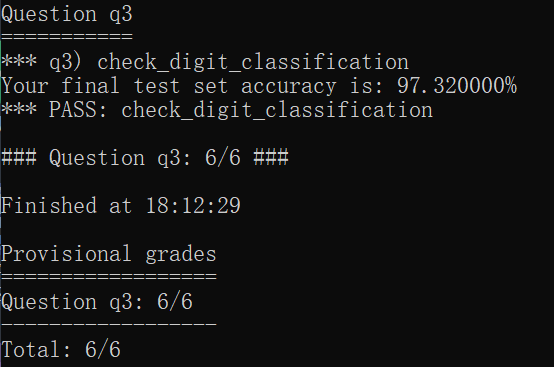 Question q3
===========
*** q3) check_digit_classification
Your final test set accuracy is: 97.320000%
*** PASS: check_digit_classification
### Question q3: 6/6 ###
Finished at 18:12:29
Provisional grades
==================
Question q3: 6/6
------------------
Total: 6/6